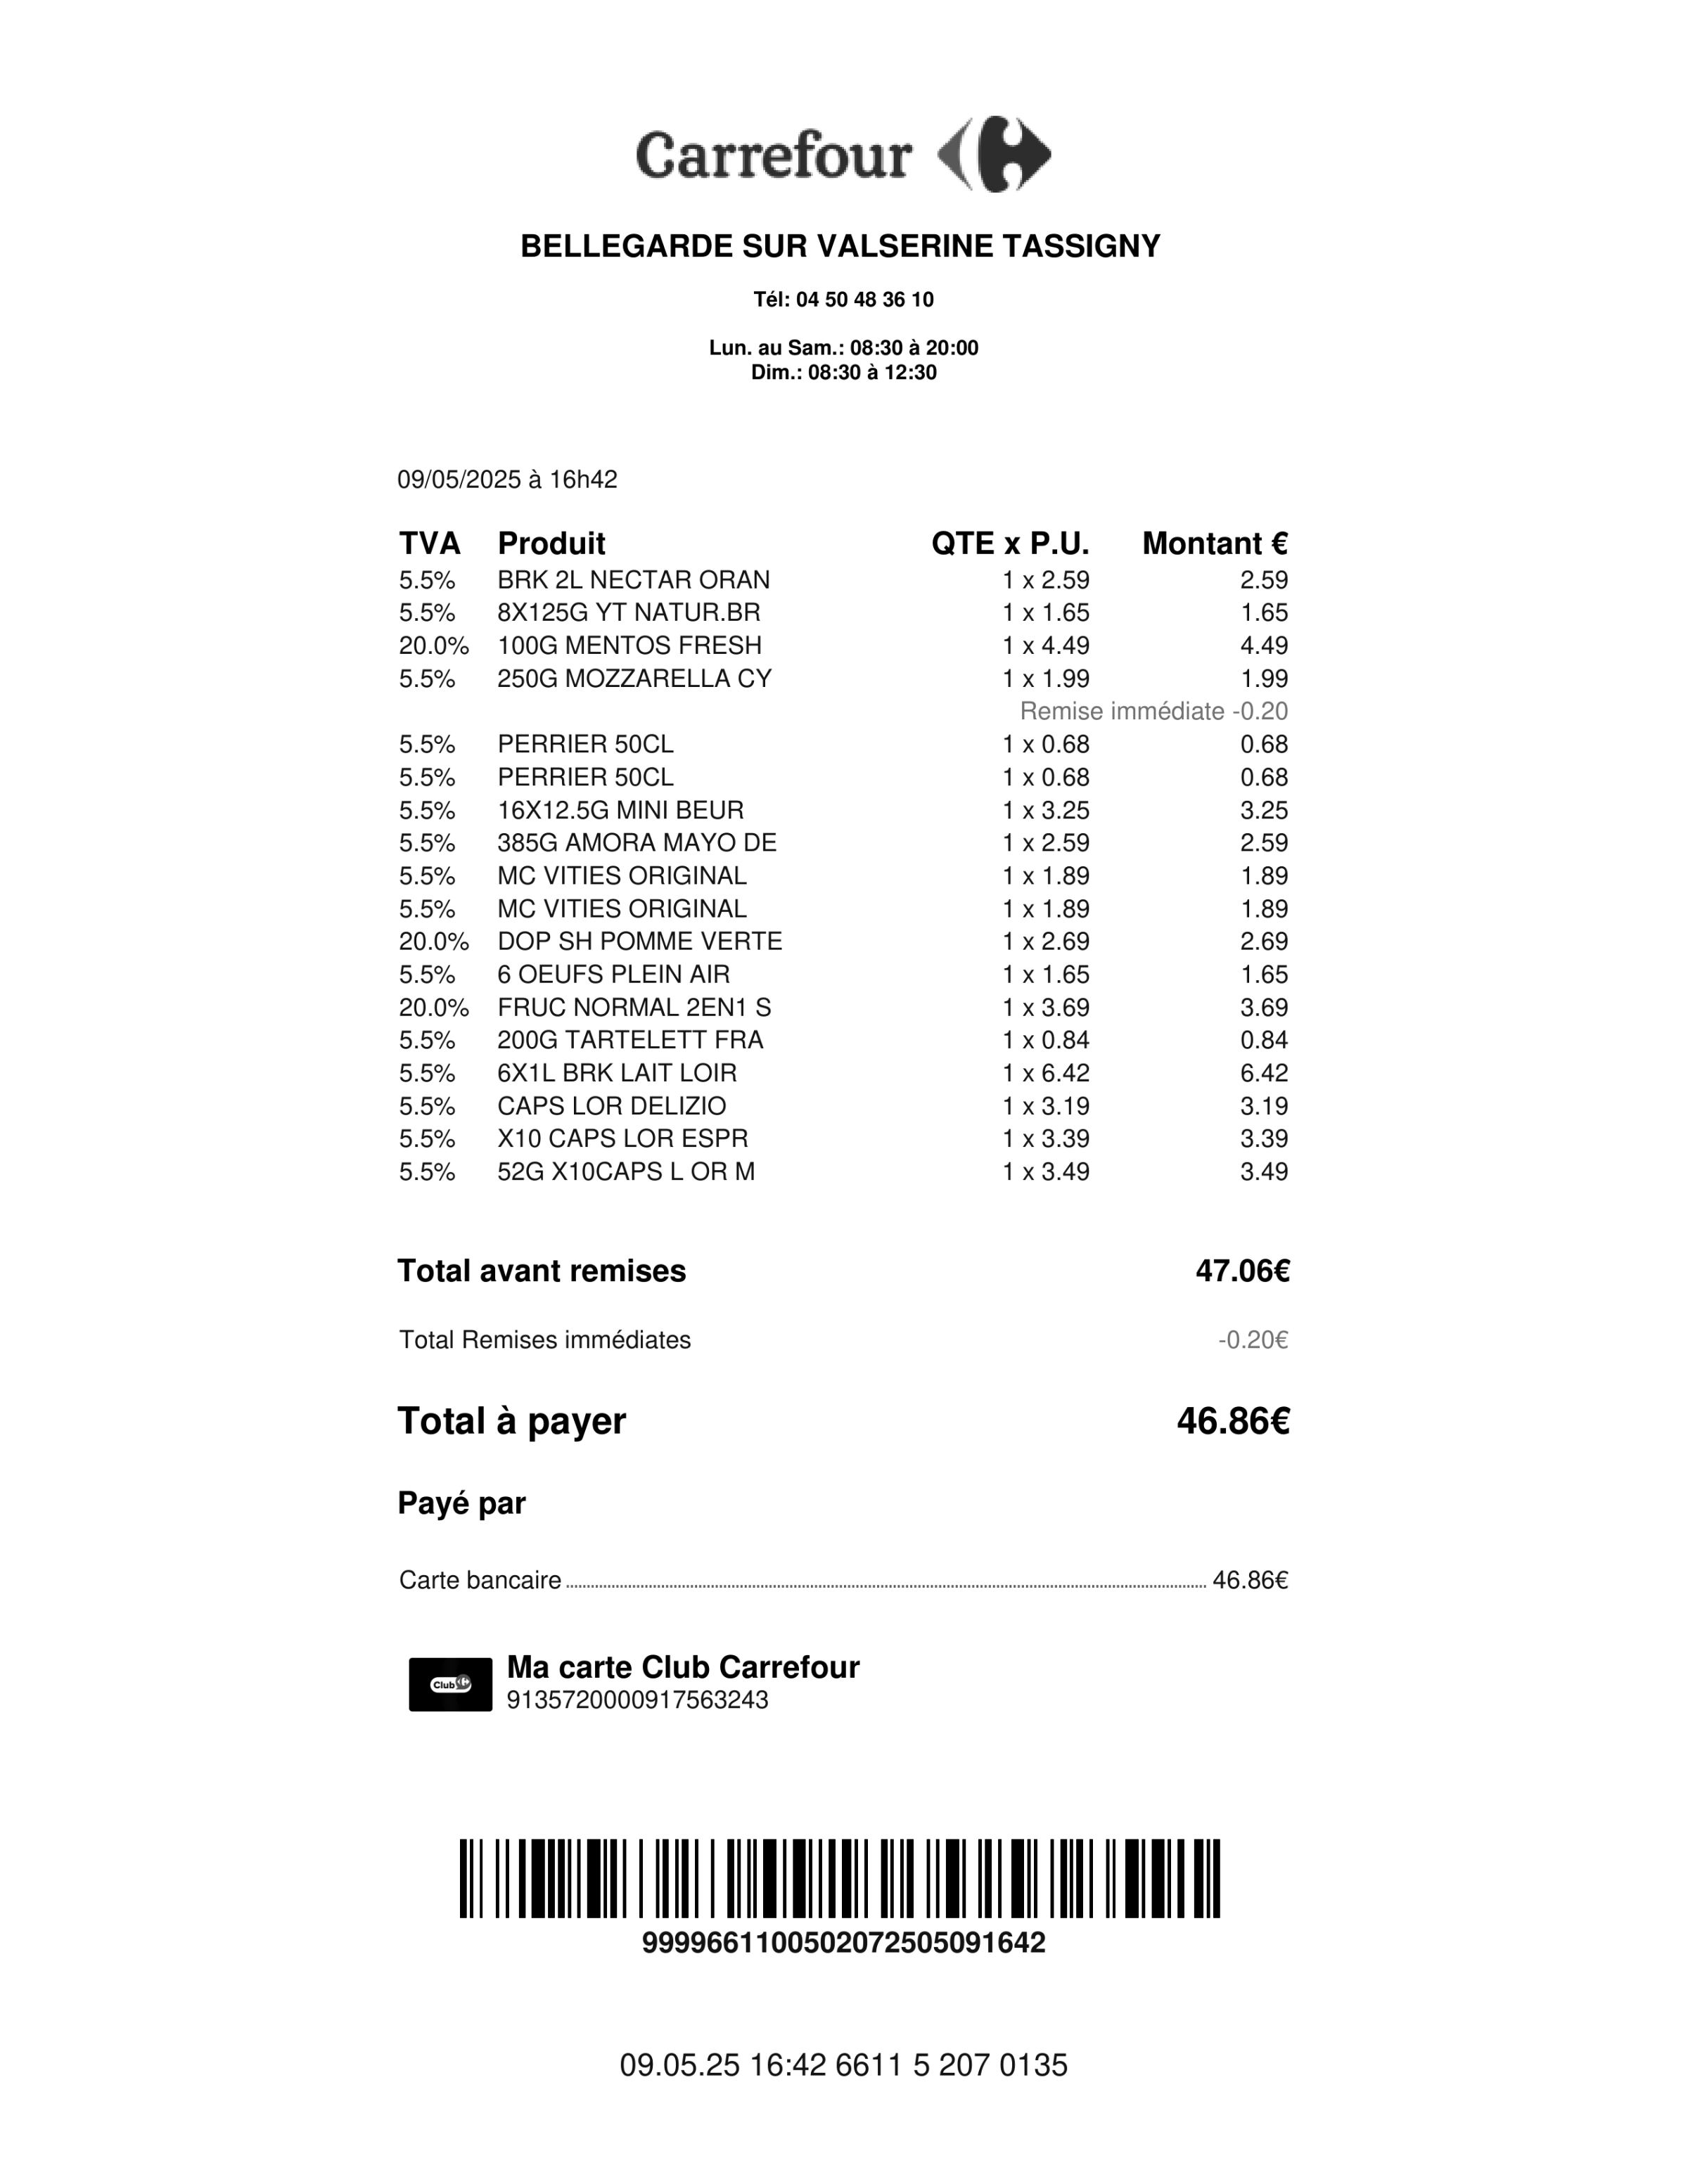 Carrefour
BELLEGARDE SUR VALSERINE TASSIGNY
Tél: 04 50 48 36 10
Lun. au Sam.: 08:30 à 20:00
Dim.: 08:30 à 12:30
09/05/2025 à 16h42
TVA Produit QTE x P.U. Montant €
5.5% BRK 2L NECTAR ORAN 1 x 2.59 2.59
5.5% 8X125G YT NATUR.BR 1 x 1.65 1.65
20.0% 100G MENTOS FRESH 1 x 4.49 4.49
5.5% 250G MOZZARELLA CY 1 x 1.99 1.99
Remise immédiate -0.20
5.5% PERRIER 50CL 1 x 0.68 0.68
5.5% PERRIER 50CL 1 x 0.68 0.68
5.5% 16X12.5G MINI BEUR 1 x 3.25 3.25
5.5% 385G AMORA MAYO DE 1 x 2.59 2.59
5.5% MC VITIES ORIGINAL 1 x 1.89 1.89
5.5% MC VITIES ORIGINAL 1 x 1.89 1.89
20.0% DOP SH POMME VERTE 1 x 2.69 2.69
5.5% 6 OEUFS PLEIN AIR 1 x 1.65 1.65
20.0% FRUC NORMAL 2EN1 S 1 x 3.69 3.69
5.5% 200G TARTELETT FRA 1 x 0.84 0.84
5.5% 6X1L BRK LAIT LOIR 1 x 6.42 6.42
5.5% CAPS LOR DELIZIO 1 x 3.19 3.19
5.5% X10 CAPS LOR ESPR 1 x 3.39 3.39
5.5% 52G X10CAPS L OR M 1 x 3.49 3.49
Total avant remises 47.06€
Total Remises immédiates -0.20€
Total à payer 46.86€
Payé par
Carte bancaire 46.86€
Club
Ma carte Club Carrefour
9135720000917563243
9999661100502072505091642
09.05.25 16:42 6611 5 207 0135